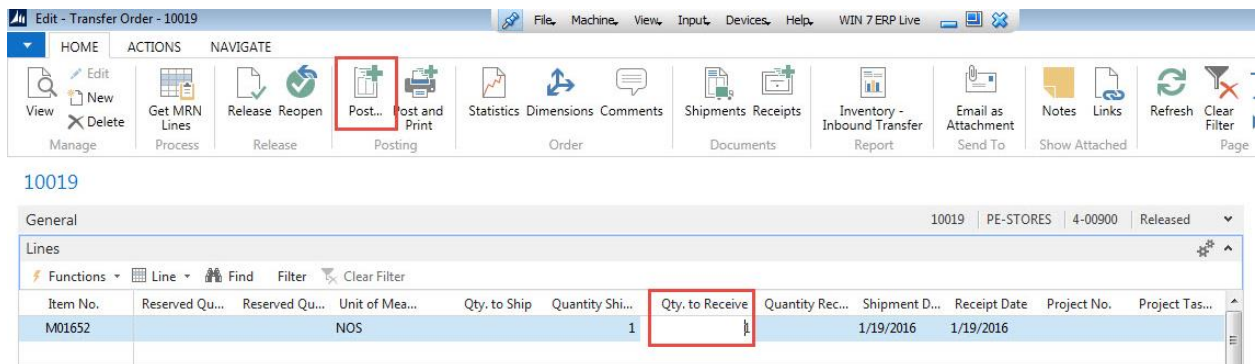 Edit - Transfer Order - 10019 File Machine View Input Devices Help WIN 7 ERP Live
HOME ACTIONS NAVIGATE
View Edit New Delete Get MRN Lines Release Reopen Post... Post and Print Statistics Dimensions Comments Shipments Receipts Inventory - Inbound Transfer Email as Attachment Notes Links Refresh Clear Filter
Manage Process Release Posting Order Documents Report Send To Show Attached Page
10019
General 10019 PE-STORES 4-00900 Released
Lines
Functions Line Find Filter Clear Filter
Item No. Reserved Qu... Reserved Qu... Unit of Mea... Qty. to Ship Quantity Shi... Qty. to Receive Quantity Rec... Shipment D... Receipt Date Project No. Project Tas...
M01652 NOS 1 1 1/19/2016 1/19/2016